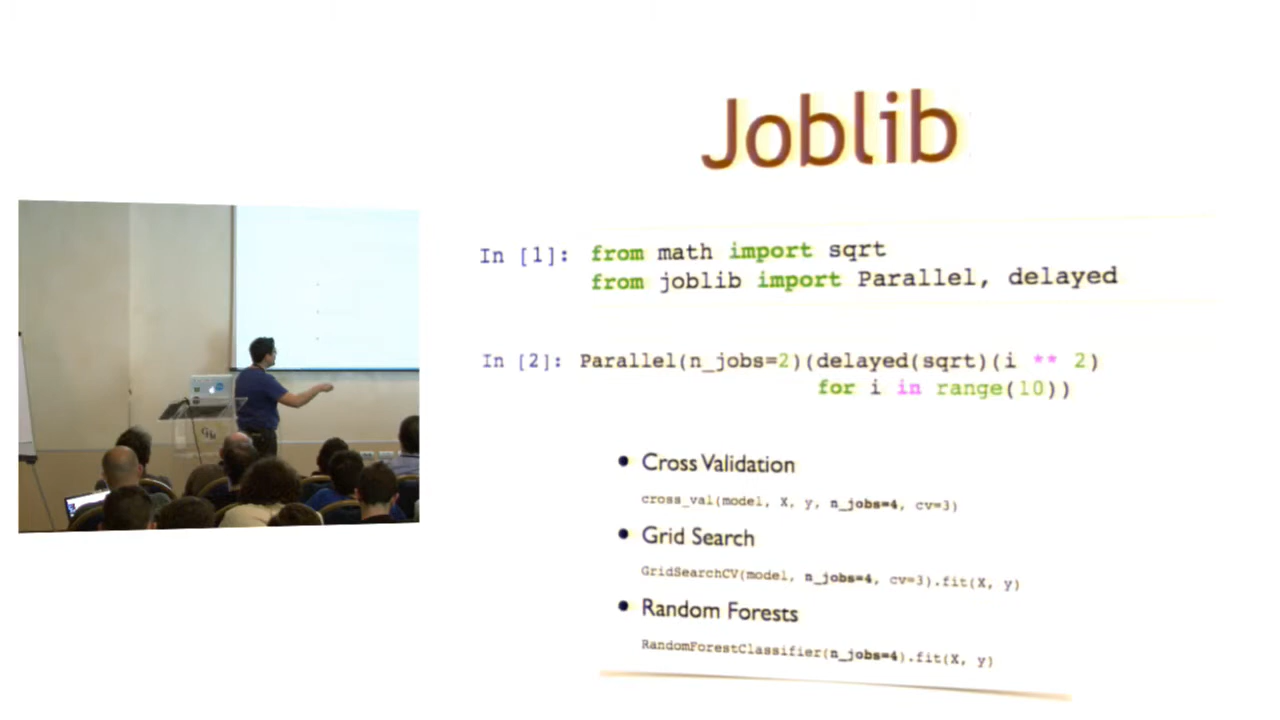 Joblib
In [1]: from math import sqrt
from joblib import Parallel, delayed
In [2]: Parallel(n_jobs=2)(delayed(sqrt)(i ** 2)
for i in range(10))
• Cross Validation
cross_val(model, X, y, n_jobs=4, cv=3)
• Grid Search
GridSearchCV(model, n_jobs=4, cv=3).fit(X, y)
• Random Forests
RandomForestClassifier(n_jobs=4).fit(X, y)